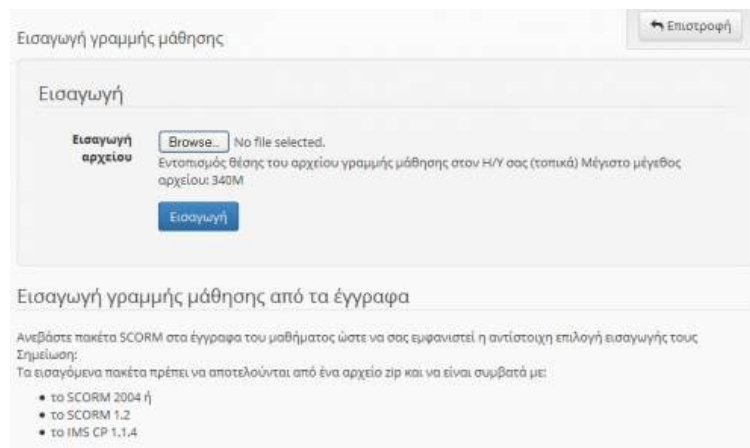 Επιστροφή
Εισαγωγή γραμμής μάθησης
Εισαγωγή
Εισαγωγή
αρχείου
Browse... No file selected.
Εντοπισμός θέσης του αρχείου γραμμής μάθησης στον Η/Υ σας (τοπικά) Μέγιστο μέγεθος
αρχείου: 340M
Εισαγωγή
Εισαγωγή γραμμής μάθησης από τα έγγραφα
Ανεβάστε πακέτα SCORM στα έγγραφα του μαθήματος ώστε να σας εμφανιστεί η αντίστοιχη επιλογή εισαγωγής τους
Σημείωση:
Τα εισαγόμενα πακέτα πρέπει να αποτελούνται από ένα αρχείο zip και να είναι συμβατά με:
• το SCORM 2004 ή
• το SCORM 1.2
• το IMS CP 1.1.4